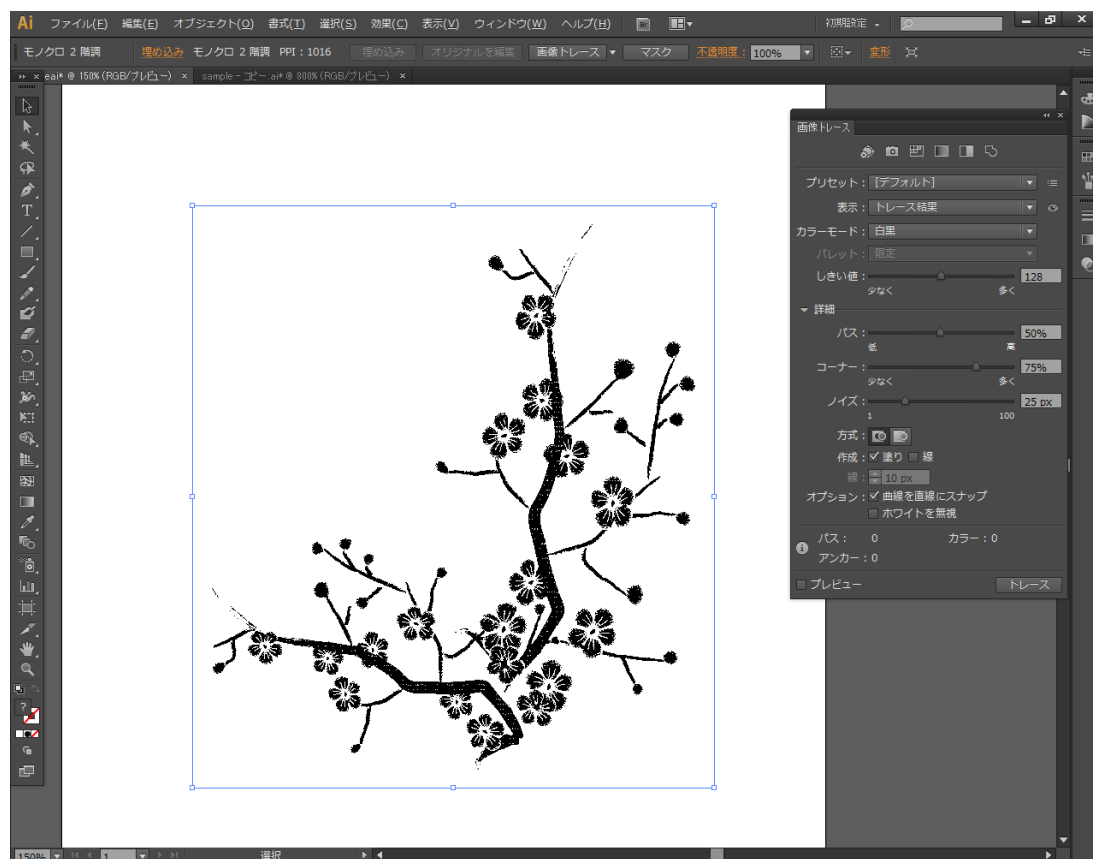 Ai ファイル(F) 編集(E) オブジェクト(O) 書式(T) 選択(S) 効果(C) 表示(V) ウィンドウ(W) ヘルプ(H) Br 初期設定
モノクロ 2 階調 埋め込み モノクロ 2 階調 PPI：1016 埋め込み オリジナルを編集 画像トレース マスク 不透明度： 100% 変形
eai* @ 150% (RGB/プレビュー) × sample - コピー.ai* @ 800% (RGB/プレビュー) ×
画像トレース
プリセット： [デフォルト]
表示： トレース結果
カラーモード： 白黒
パレット： 限定
しきい値： 128
少なく 多く
詳細
パス： 50%
低 高
コーナー： 75%
少なく 多く
ノイズ： 25 px
1 100
方式：
作成： 塗り 線
線： 10 px
オプション： 曲線を直線にスナップ
ホワイトを無視
パス： 0 カラー：0
アンカー：0
プレビュー トレース
150% 1 選択